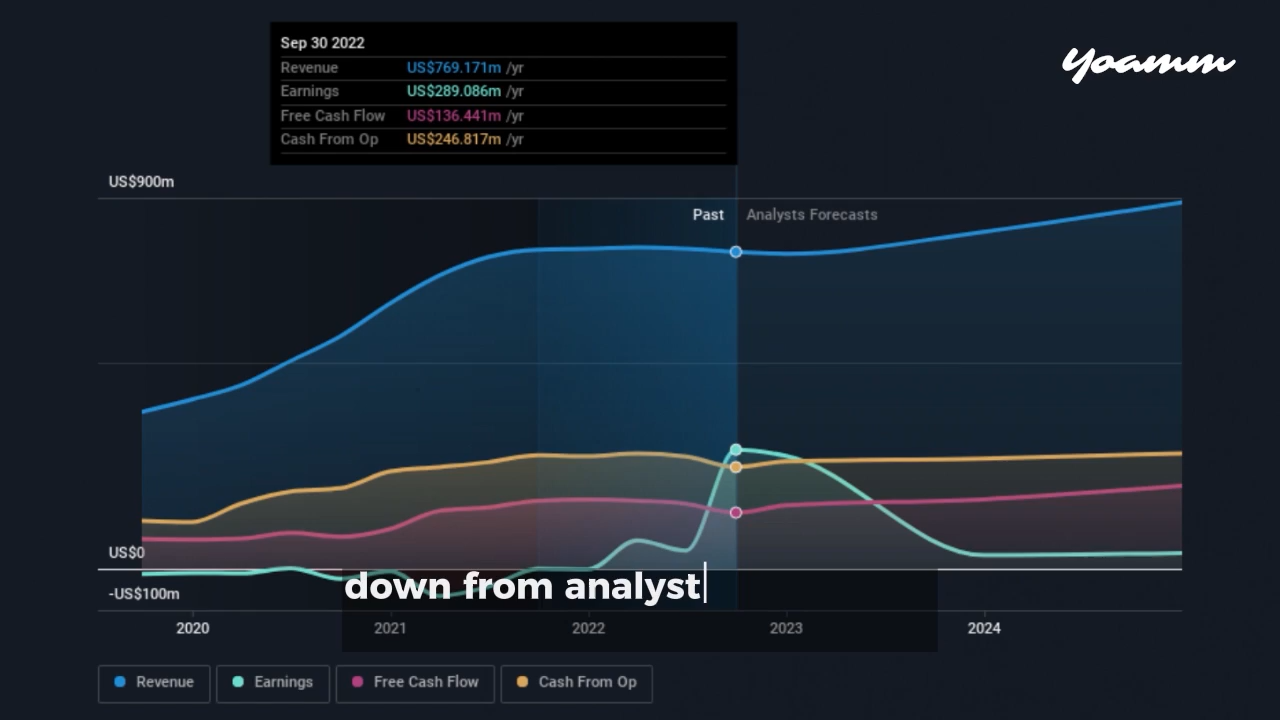 Sep 30 2022
yoamm
Revenue US$769.171m /yr
Earnings US$289.086m /yr
Free Cash Flow US$136.441m /yr
Cash From Op US$246.817m /yr
US$900m
Past Analysts Forecasts
US$0
down from analyst
-US$100m
2020 2021 2022 2023 2024
Revenue Earnings Free Cash Flow Cash From Op